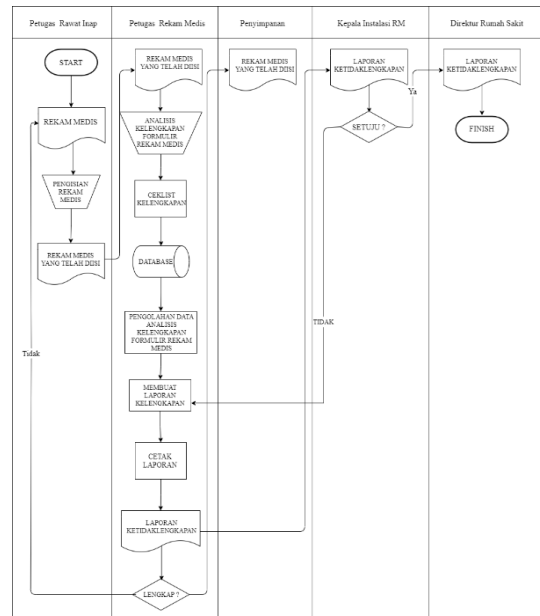 Petugas Rawat Inap
Petugas Rekam Medis
Penyimpanan
Kepala Instalasi RM
Direktur Rumah Sakit
START
REKAM MEDIS
PENGISIAN
REKAM
MEDIS
REKAM MEDIS
YANG TELAH DIISI
Tidak
REKAM MEDIS
YANG TELAH DIISI
ANALISIS
KELENGKAPAN
FORMULIR
REKAM MEDIS
CEKLIST
KELENGKAPAN
DATABASE
PENGOLAHAN DATA
ANALISIS
KELENGKAPAN
FORMULIR REKAM
MEDIS
MEMBUAT
LAPORAN
KELENGKAPAN
CETAK
LAPORAN
LAPORAN
KETIDAKLENGKAPAN
LENGKAP ?
REKAM MEDIS
YANG TELAH DIISI
LAPORAN
KETIDAKLENGKAPAN
SETUJU ?
Ya
TIDAK
LAPORAN
KETIDAKLENGKAPAN
FINISH